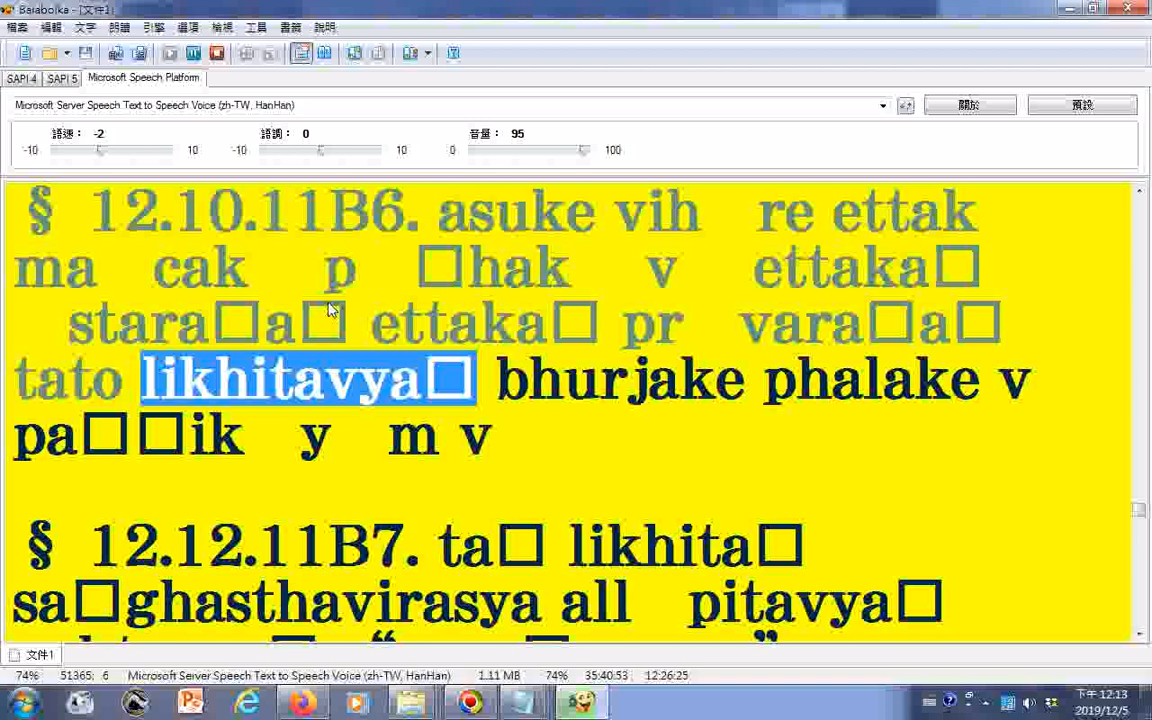 Balabolka - [文件1]
檔案 編輯 文字 朗讀 引擎 選項 檢視 工具 書籤 說明
SAPI 4 SAPI 5 Microsoft Speech Platform
Microsoft Server Speech Text to Speech Voice (zh-TW, HanHan) 關於 預設
語速： -2 語調： 0 音量： 95
-10 10 -10 10 0 100
§ 12.10.11B6. asuke vih re ettak
ma cak p □hak v ettaka□
stara□a□ ettaka□ pr vara□a□
tato likhitavya□ bhurjake phalake v
pa□□ik y m v
§ 12.12.11B7. ta□ likhita□
sa□ghasthavirasya all pitavya□
文件1
74% 51365: 6 Microsoft Server Speech Text to Speech Voice (zh-TW, HanHan) 1.11 MB 74% 35:40:53 12:26:25
下午 12:13
2019/12/5